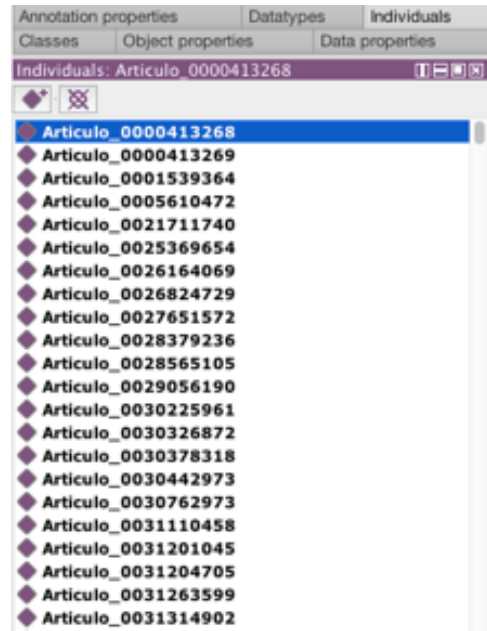 Annotation properties Datatypes Individuals
Classes Object properties Data properties
Individuals: Articulo_0000413268
Articulo_0000413268
Articulo_0000413269
Articulo_0001539364
Articulo_0005610472
Articulo_0021711740
Articulo_0025369654
Articulo_0026164069
Articulo_0026824729
Articulo_0027651572
Articulo_0028379236
Articulo_0028565105
Articulo_0029056190
Articulo_0030225961
Articulo_0030326872
Articulo_0030378318
Articulo_0030442973
Articulo_0030762973
Articulo_0031110458
Articulo_0031201045
Articulo_0031204705
Articulo_0031263599
Articulo_0031314902